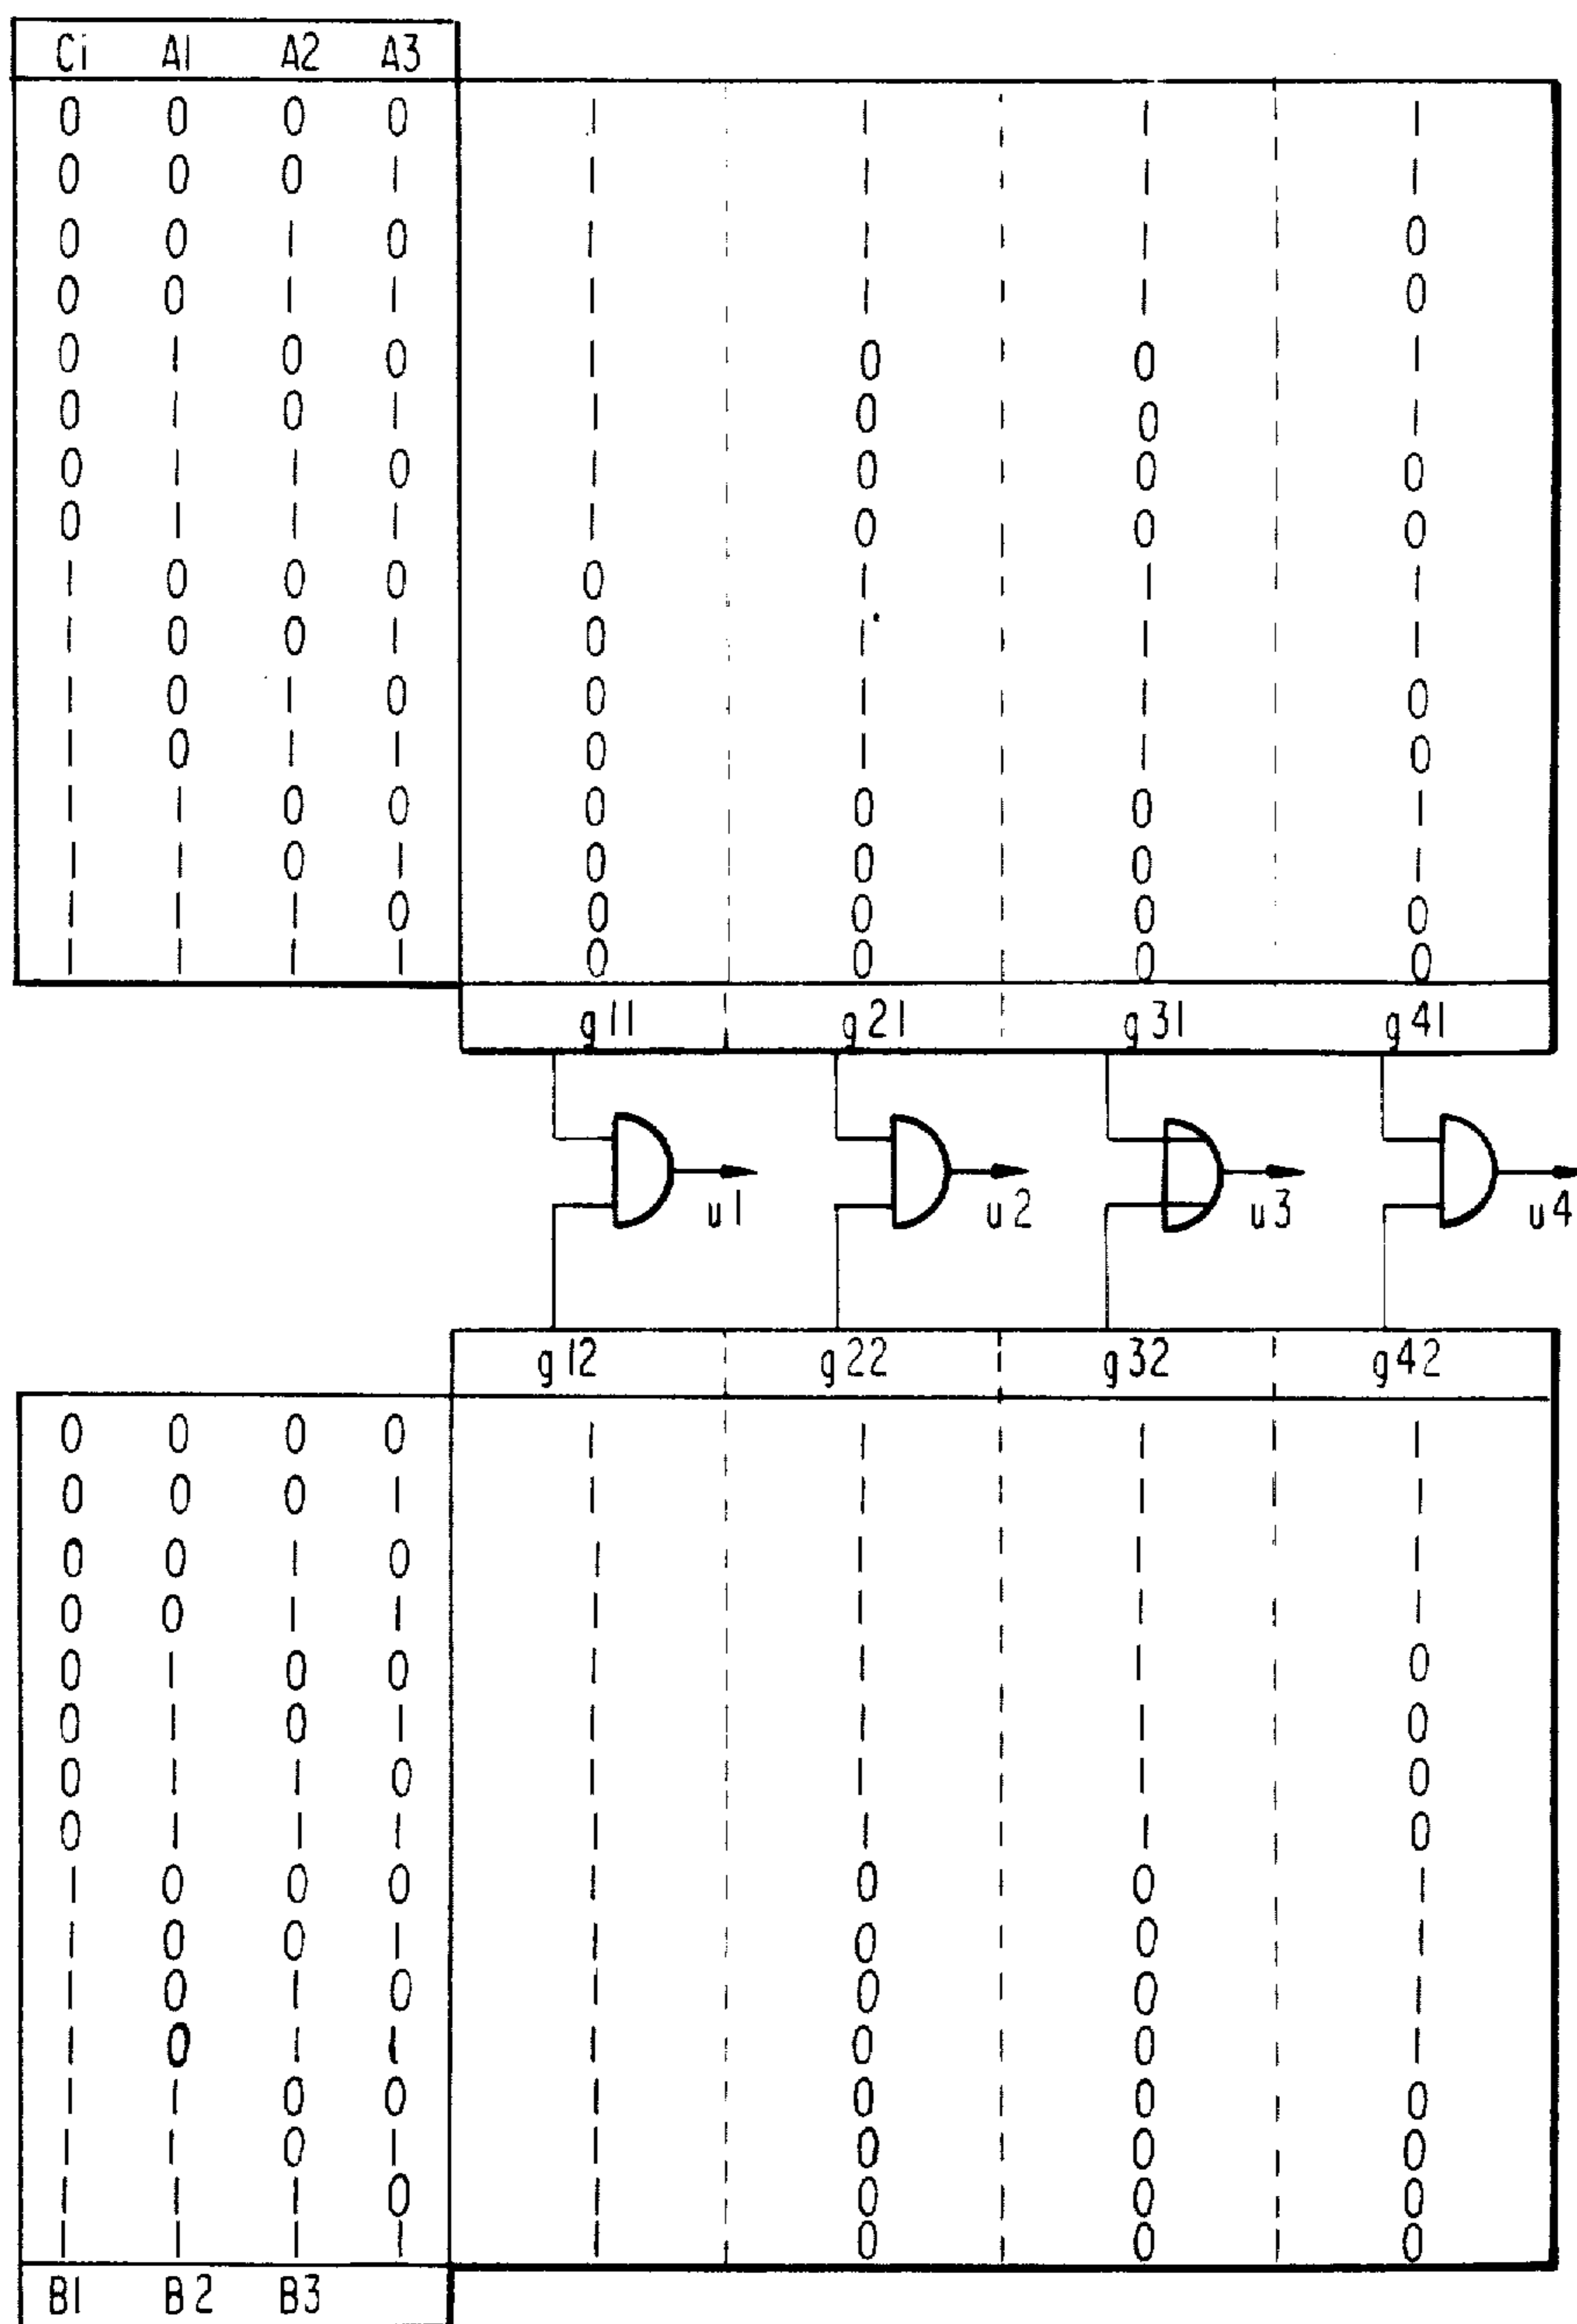 Ci A1 A2 A3
0 0 0 0 1 1 1 1
0 0 0 1 1 1 1 1
0 0 1 0 1 1 1 0
0 0 1 1 1 1 1 0
0 1 0 0 1 0 0 1
0 1 0 1 1 0 0 1
0 1 1 0 1 0 0 0
0 1 1 1 1 0 0 0
1 0 0 0 0 1 1 1
1 0 0 1 0 1 1 1
1 0 1 0 0 1 1 0
1 0 1 1 0 1 1 0
1 1 0 0 0 0 0 1
1 1 0 1 0 0 0 1
1 1 1 0 0 0 0 0
1 1 1 1 0 0 0 0
g11 g21 g31 g41
u1 u2 u3 u4
g12 g22 g32 g42
0 0 0 0 1 1 1 1
0 0 0 1 1 1 1 1
0 0 1 0 1 1 1 1
0 0 1 1 1 1 1 1
0 1 0 0 1 1 1 0
0 1 0 1 1 1 1 0
0 1 1 0 1 1 1 0
0 1 1 1 1 1 1 0
1 0 0 0 1 0 0 1
1 0 0 1 1 0 0 1
1 0 1 0 1 0 0 1
1 0 1 1 1 0 0 1
1 1 0 0 1 0 0 0
1 1 0 1 1 0 0 0
1 1 1 0 1 0 0 0
1 1 1 1 1 0 0 0
B1 B2 B3